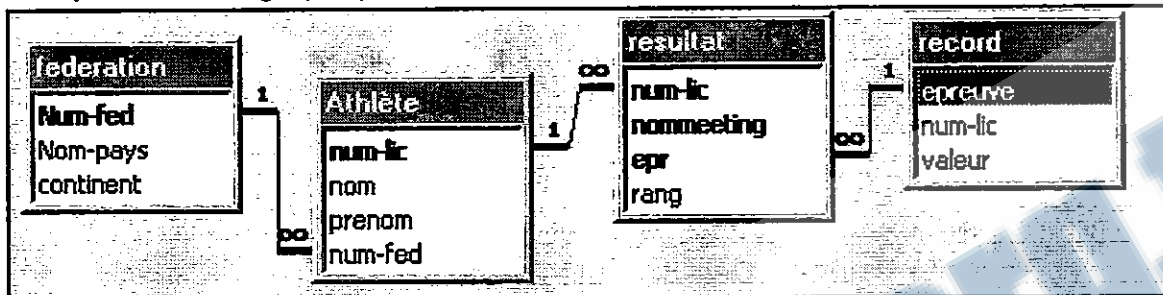 federation
Num-fed
Nom-pays
continent
1
∞
Athlète
num-lic
nom
prenom
num-fed
1
∞
resultat
num-lic
nommeeting
epr
rang
∞
1
record
epreuve
num-lic
valeur